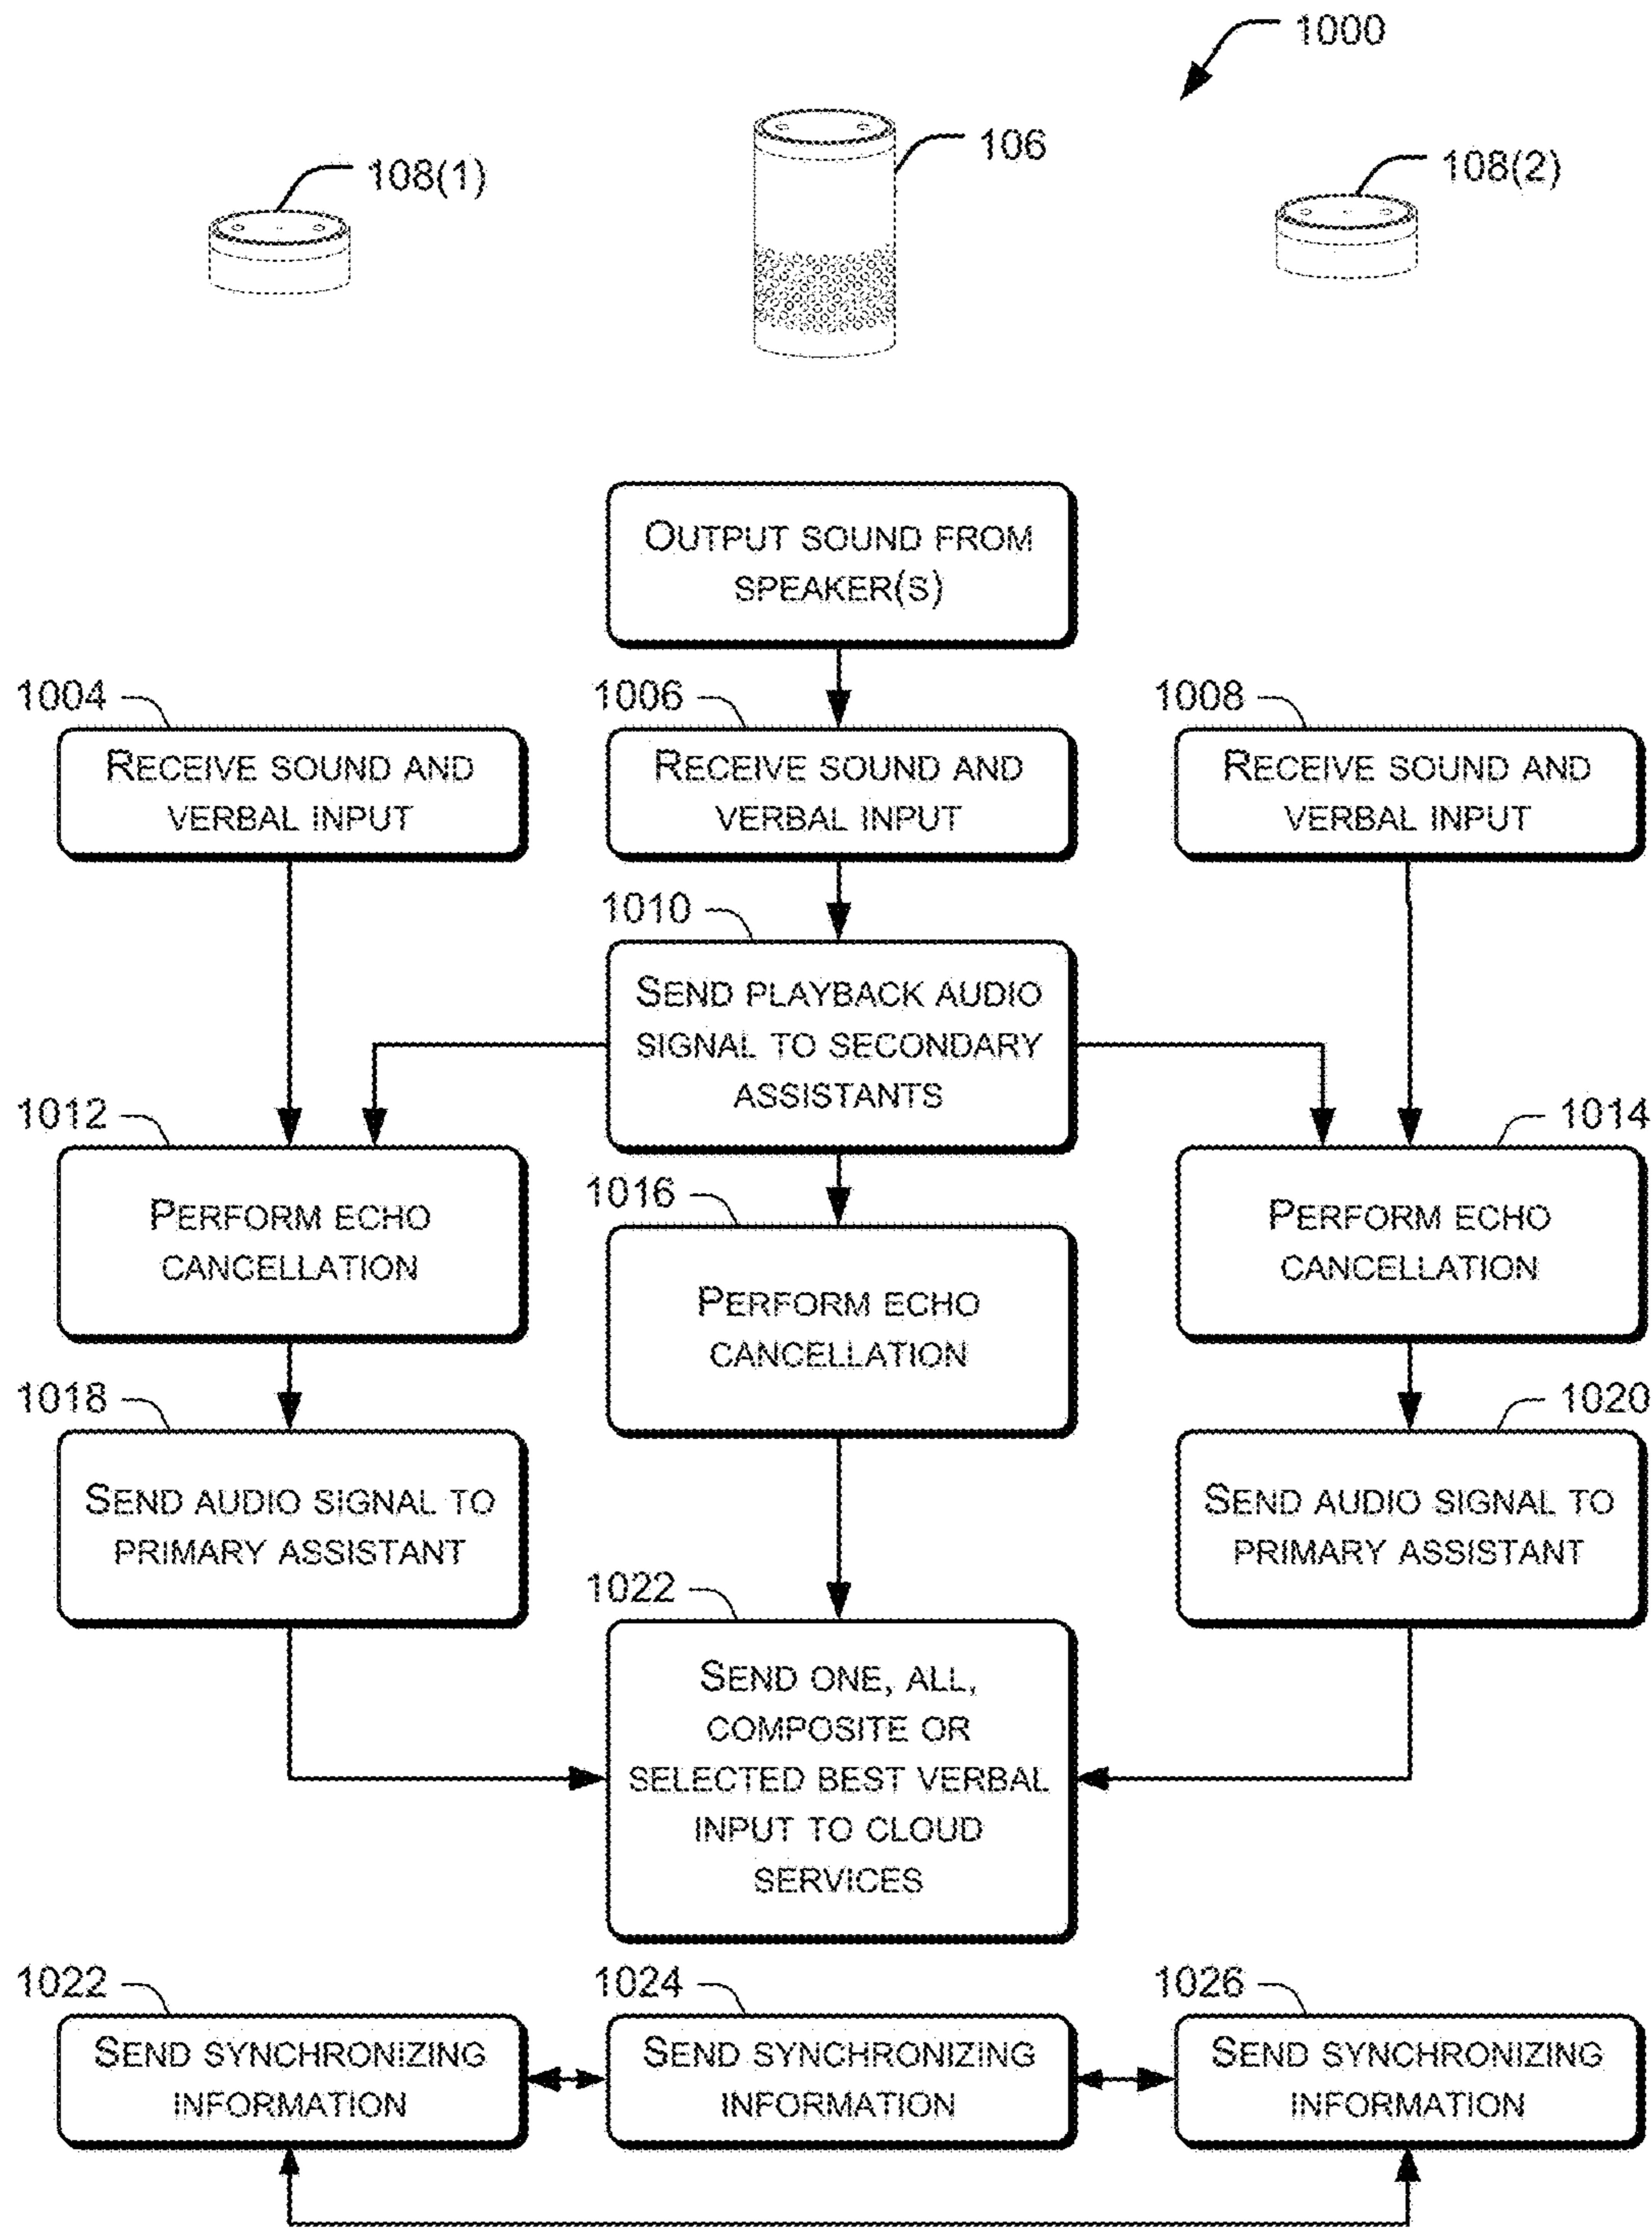 1000
106
108(1)
108(2)
OUTPUT SOUND FROM
SPEAKER(S)
1004
RECEIVE SOUND AND
VERBAL INPUT
1006
RECEIVE SOUND AND
VERBAL INPUT
1008
RECEIVE SOUND AND
VERBAL INPUT
1010
SEND PLAYBACK AUDIO
SIGNAL TO SECONDARY
ASSISTANTS
1012
PERFORM ECHO
CANCELLATION
1014
PERFORM ECHO
CANCELLATION
1016
PERFORM ECHO
CANCELLATION
1018
SEND AUDIO SIGNAL TO
PRIMARY ASSISTANT
1020
SEND AUDIO SIGNAL TO
PRIMARY ASSISTANT
1022
SEND ONE, ALL,
COMPOSITE OR
SELECTED BEST VERBAL
INPUT TO CLOUD
SERVICES
1022
SEND SYNCHRONIZING
INFORMATION
1024
SEND SYNCHRONIZING
INFORMATION
1026
SEND SYNCHRONIZING
INFORMATION